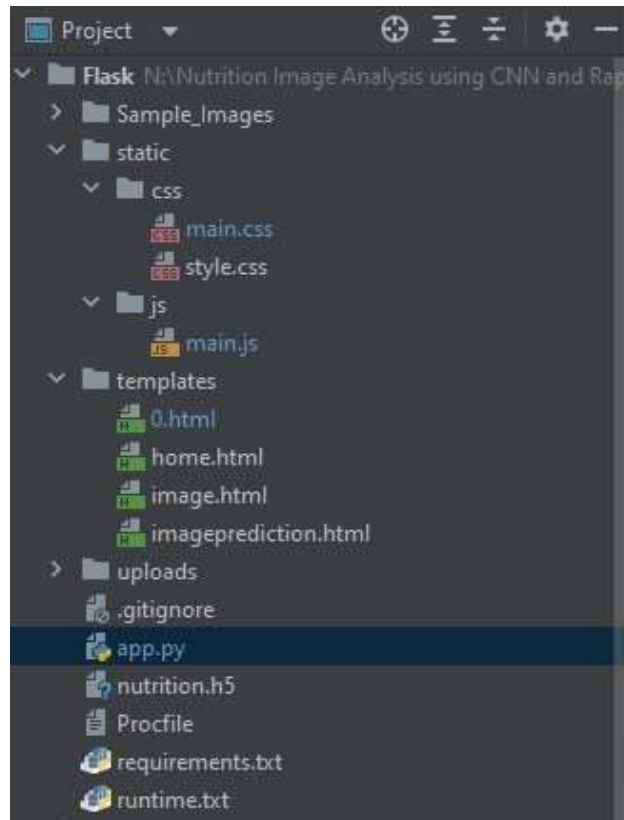 Project
Flask N:\Nutrition Image Analysis using CNN and Rap
Sample_Images
static
css
main.css
style.css
js
main.js
templates
0.html
home.html
image.html
imageprediction.html
uploads
.gitignore
app.py
nutrition.h5
Procfile
requirements.txt
runtime.txt